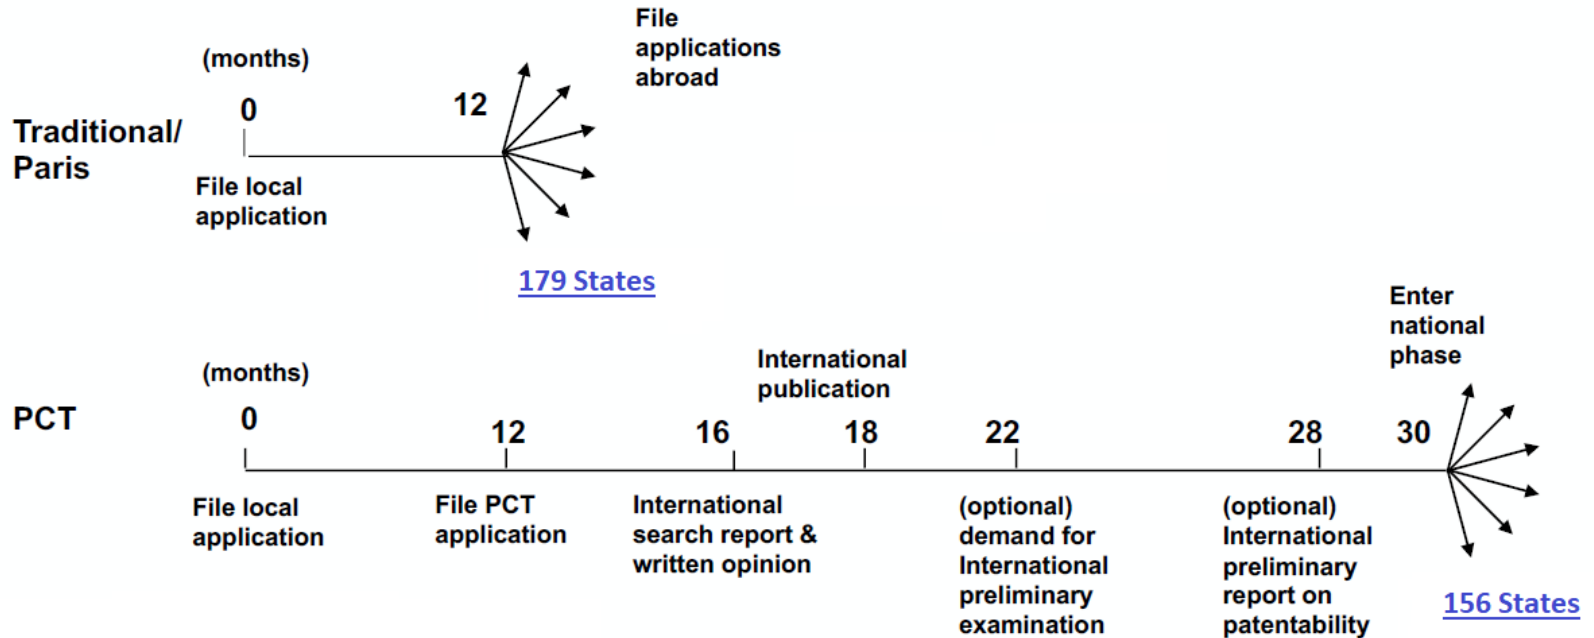 File
applications
abroad
(months)
0
12
Traditional/
Paris
File local
application
179 States
Enter
national
phase
International
publication
(months)
PCT
0
12
16
18
22
28
30
File local
application
File PCT
application
International
search report &
written opinion
(optional)
demand for
International
preliminary
examination
(optional)
International
preliminary
report on
patentability
156 States